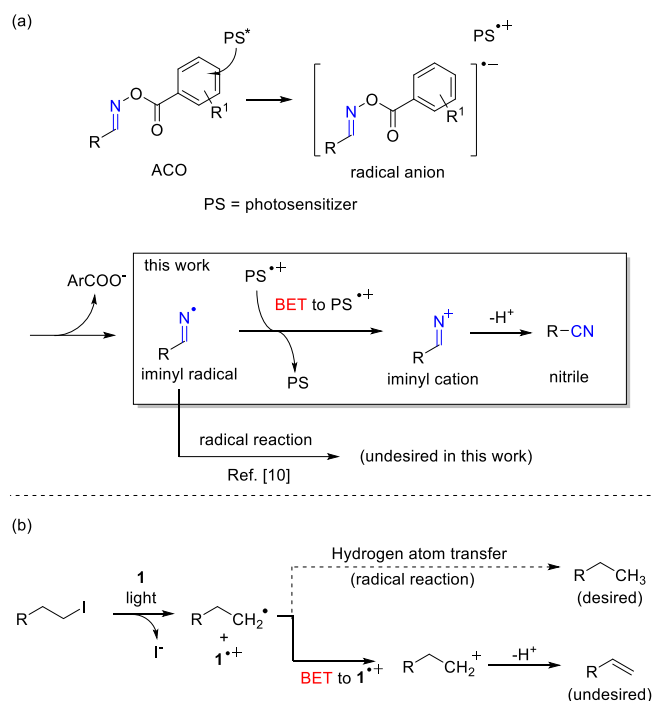 (a)
PS*
PS•+
•−
N
O
O
R1
R
ACO
N
O
O
R1
R
radical anion
PS = photosensitizer
ArCOO-
this work
PS•+
BET to PS•+
N•
R
iminyl radical
PS
N+
R
iminyl cation
-H+
R–CN
nitrile
radical reaction
Ref. [10]
(undesired in this work)
(b)
R
I
1
light
I-
R
CH2•
+
1•+
Hydrogen atom transfer
(radical reaction)
R
CH3
(desired)
BET to 1•+
R
CH2+
-H+
R
(undesired)